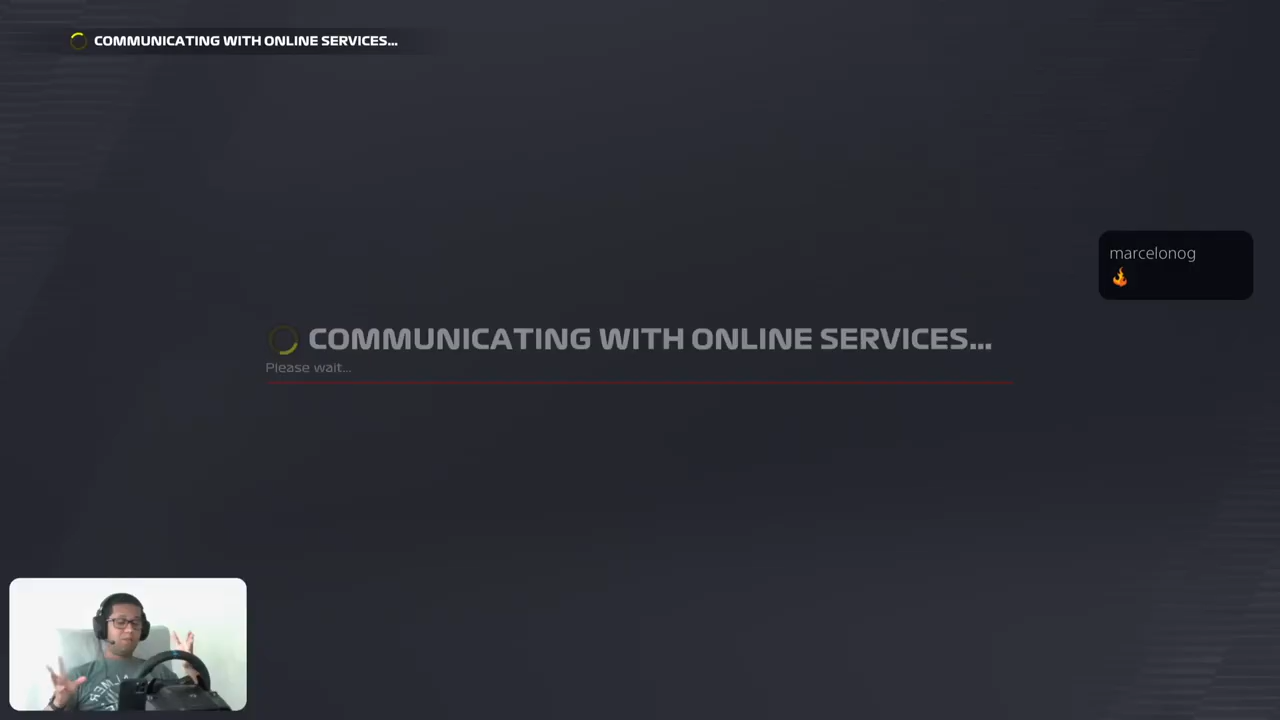 COMMUNICATING WITH ONLINE SERVICES...
marcelonog
COMMUNICATING WITH ONLINE SERVICES...
Please wait...